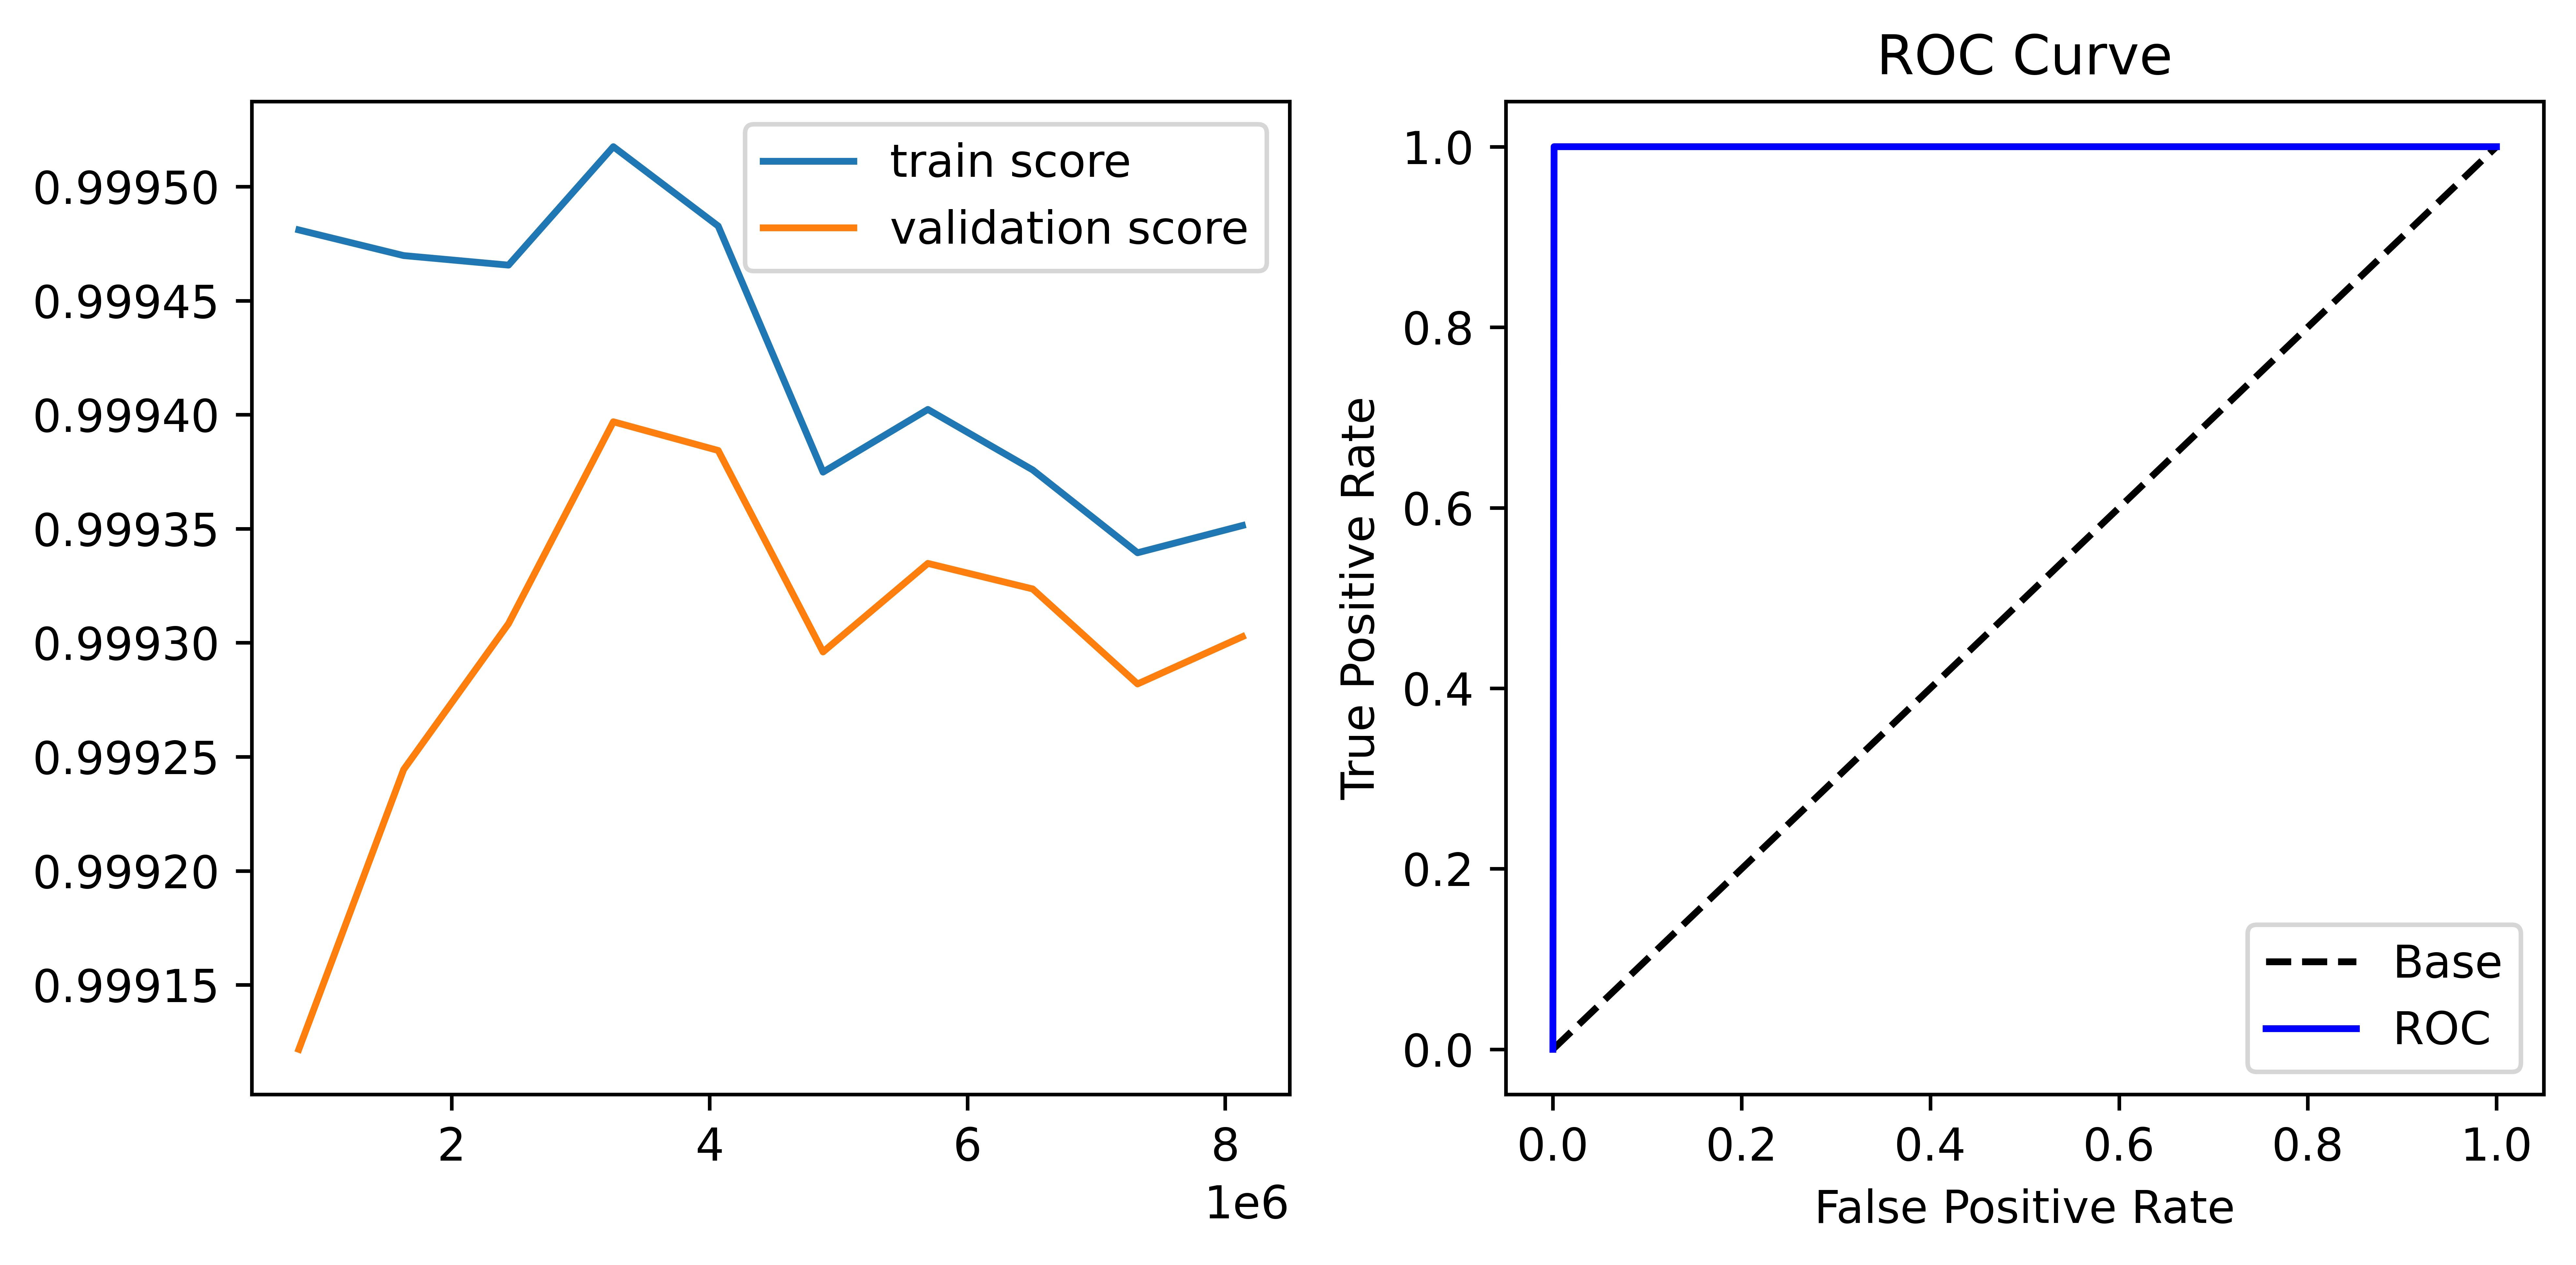 0.99950
0.99945
0.99940
0.99935
0.99930
0.99925
0.99920
0.99915
2 4 6 8
1e6
train score
validation score
ROC Curve
True Positive Rate
1.0
0.8
0.6
0.4
0.2
0.0
0.0 0.2 0.4 0.6 0.8 1.0
False Positive Rate
Base
ROC